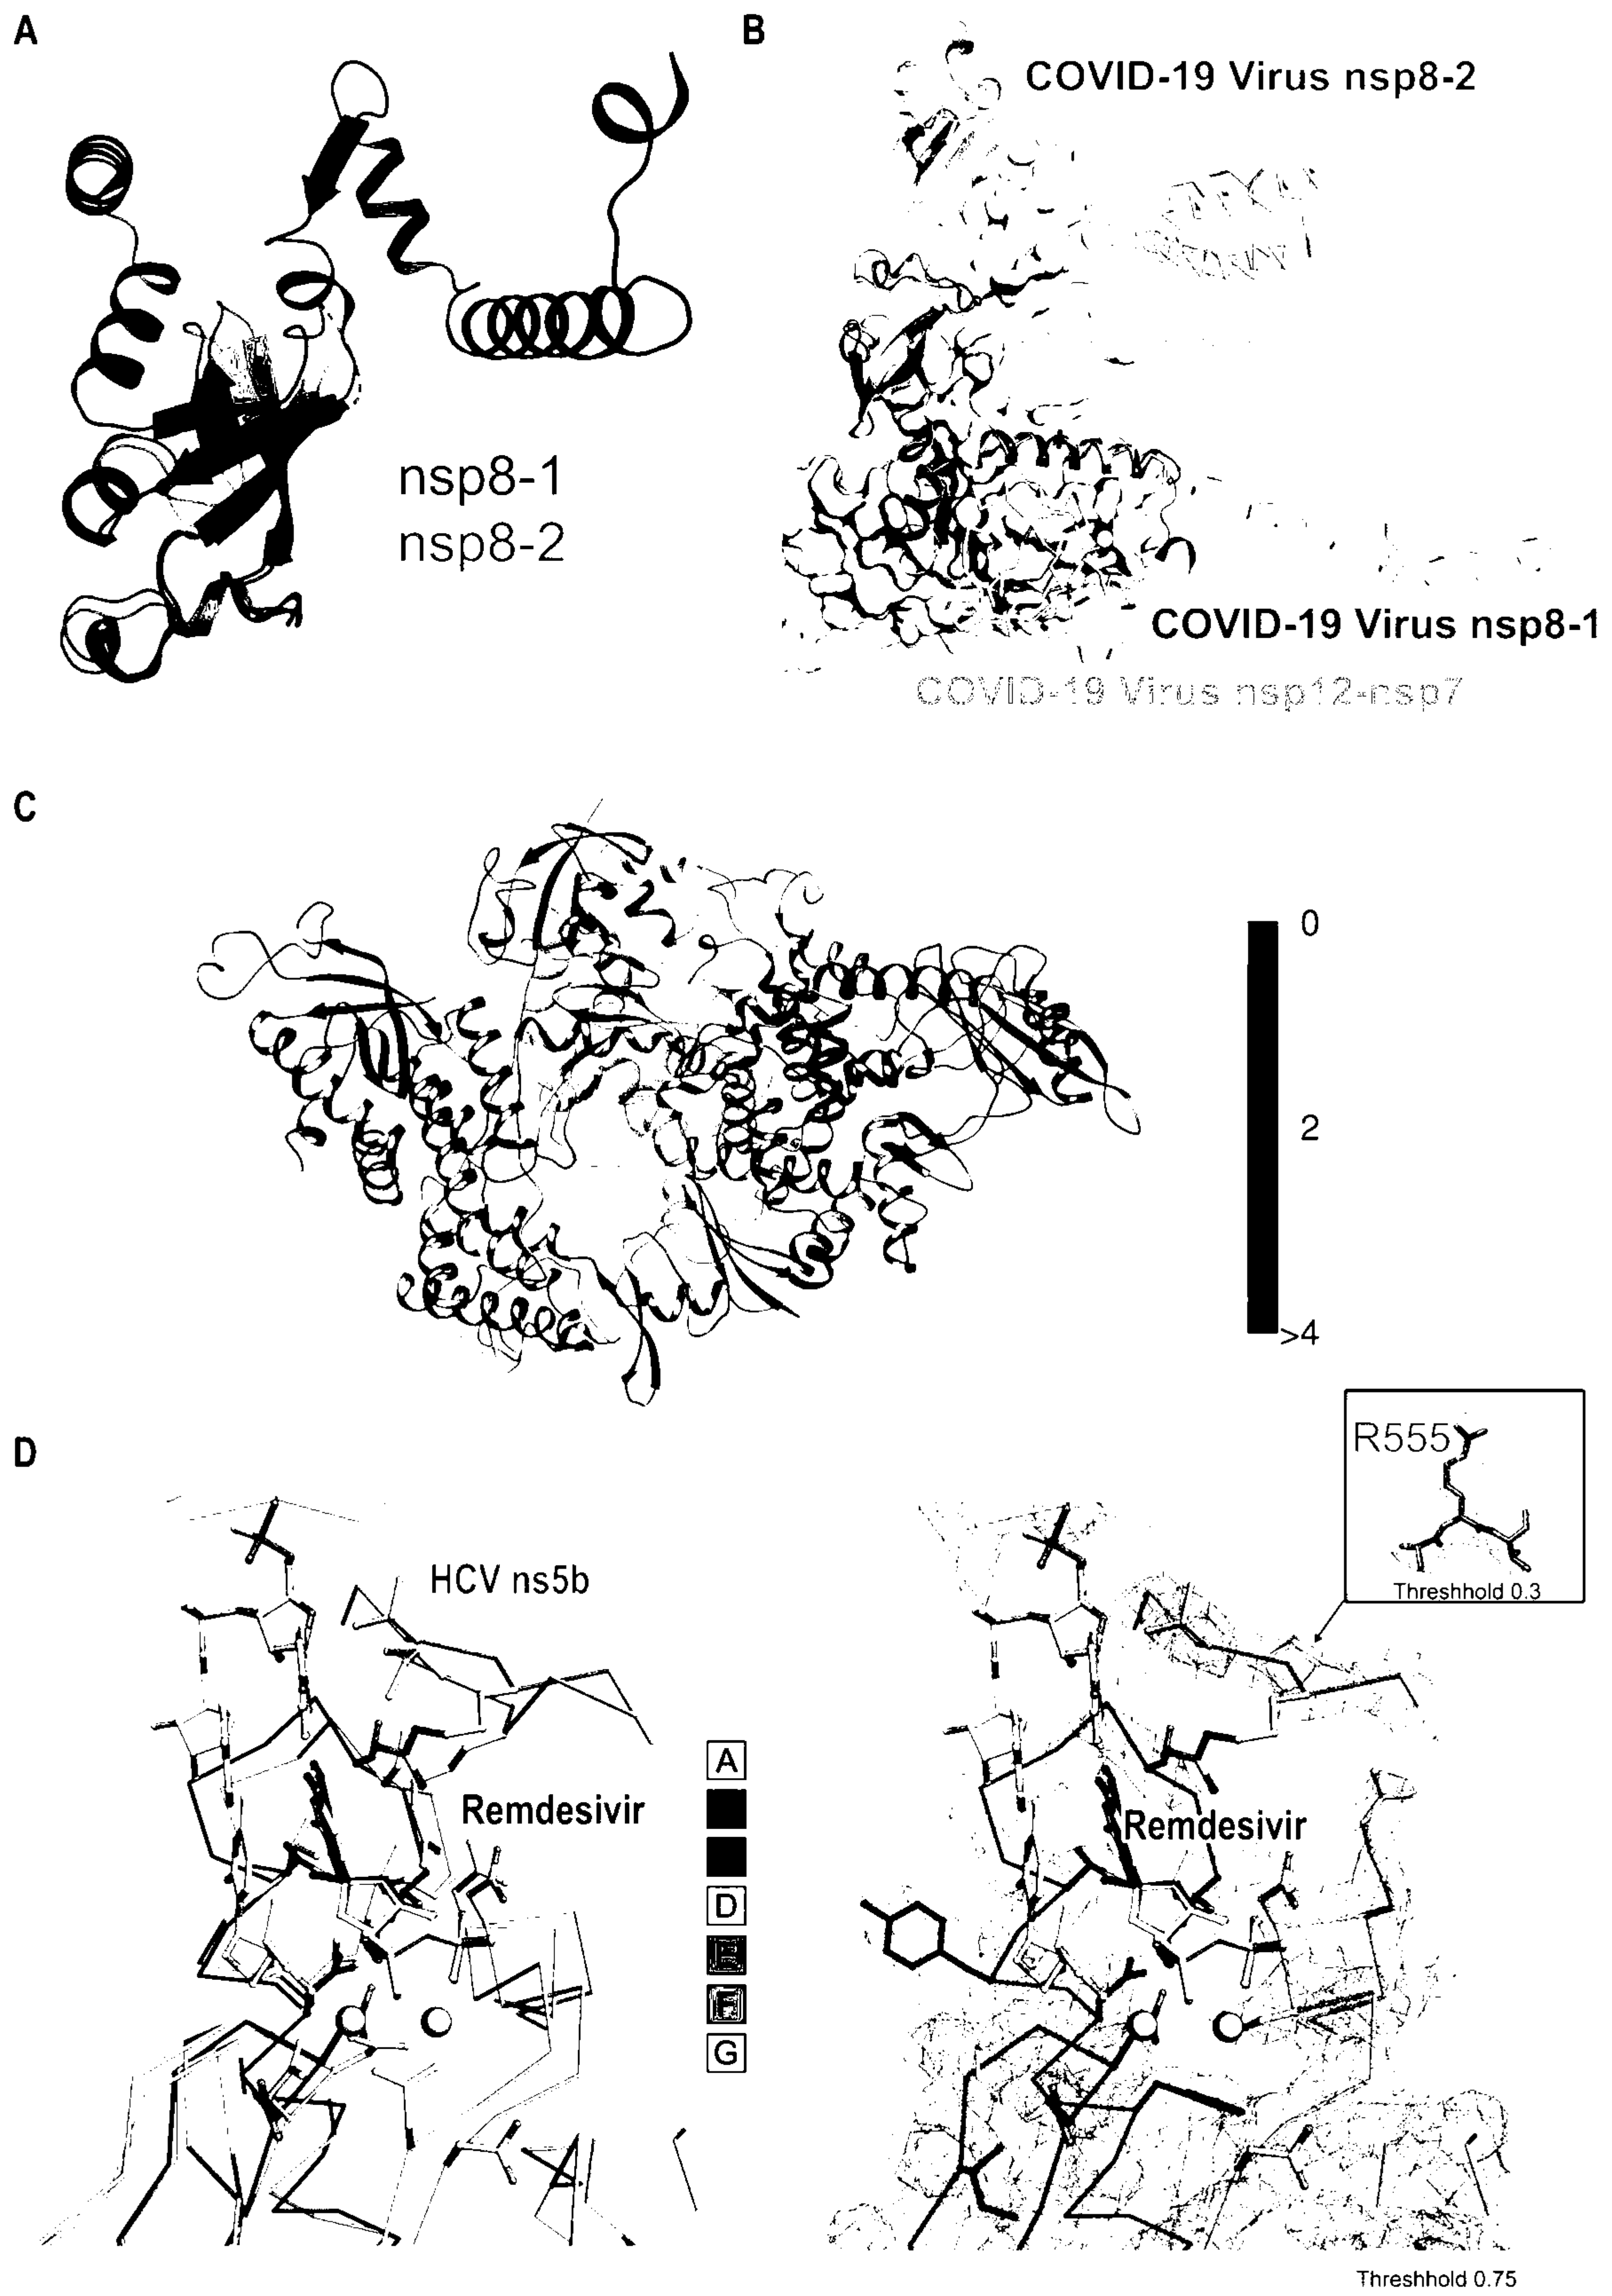 A
B
COVID-19 Virus nsp8-2
nsp8-1
nsp8-2
COVID-19 Virus nsp8-1
COVID-19 Virus nsp12-nsp7
C
0
2
>4
D
R555
Threshhold 0.3
HCV ns5b
A
Remdesivir
Remdesivir
D
E
F
G
Threshhold 0.75